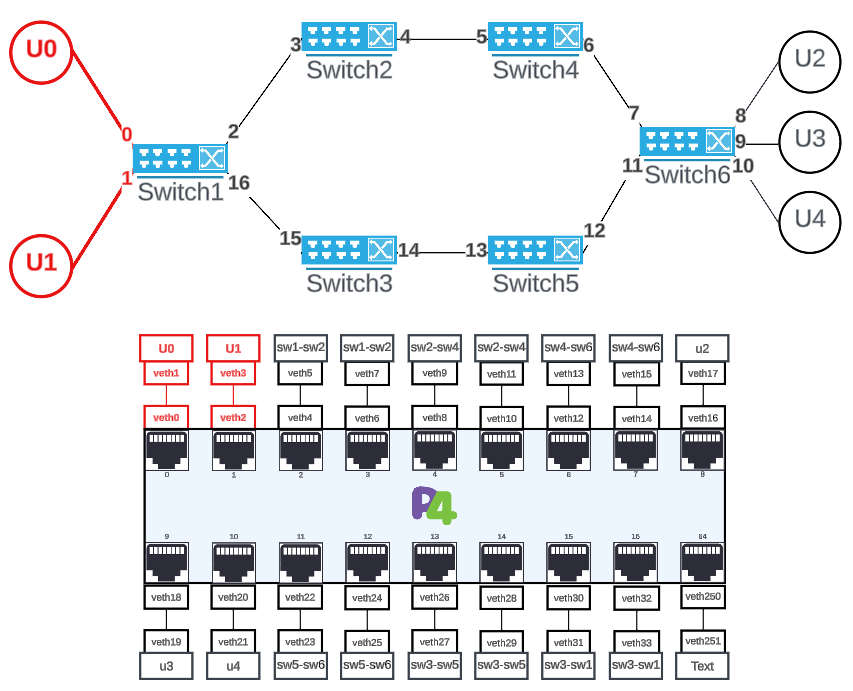 U0
3
4
5
6
U2
Switch2
Switch4
0
2
7
8
U3
9
Switch1
Switch6
1
16
11
10
U4
15
14
13
12
U1
Switch3
Switch5
U0 U1 sw1-sw2 sw1-sw2 sw2-sw4 sw2-sw4 sw4-sw6 sw4-sw6 u2
veth1 veth3 veth5 veth7 veth9 veth11 veth13 veth15 veth17
veth0 veth2 veth4 veth6 veth8 veth10 veth12 veth14 veth16
0 1 2 3 4 5 6 7 8
P4
9 10 11 12 13 14 15 16 64
veth18 veth20 veth22 veth24 veth26 veth28 veth30 veth32 veth250
veth19 veth21 veth23 veth25 veth27 veth29 veth31 veth33 veth251
u3 u4 sw5-sw6 sw5-sw6 sw3-sw5 sw3-sw5 sw3-sw1 sw3-sw1 Text